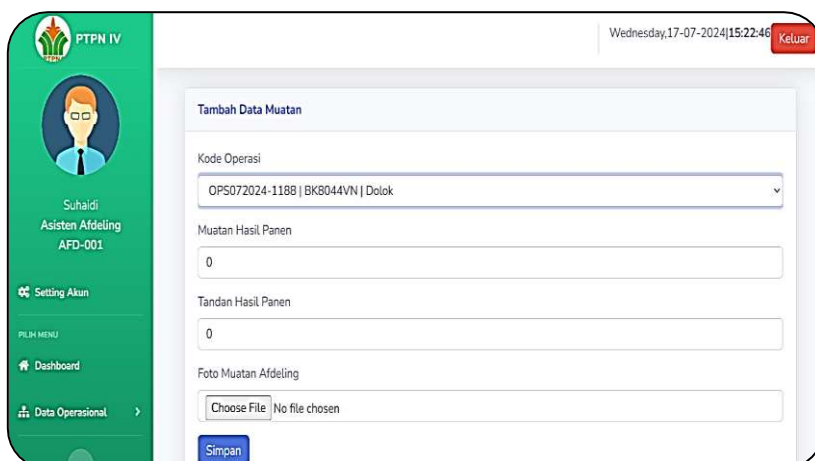 PTPN IV
PTPN4
Wednesday,17-07-2024|15:22:46
Keluar
Suhaidi
Asisten Afdeling
AFD-001
Setting Akun
PILIH MENU
Dashboard
Data Operasional
Tambah Data Muatan
Kode Operasi
OPS072024-1188 | BK8044VN | Dolok
Muatan Hasil Panen
0
Tandan Hasil Panen
0
Foto Muatan Afdeling
Choose File No file chosen
Simpan